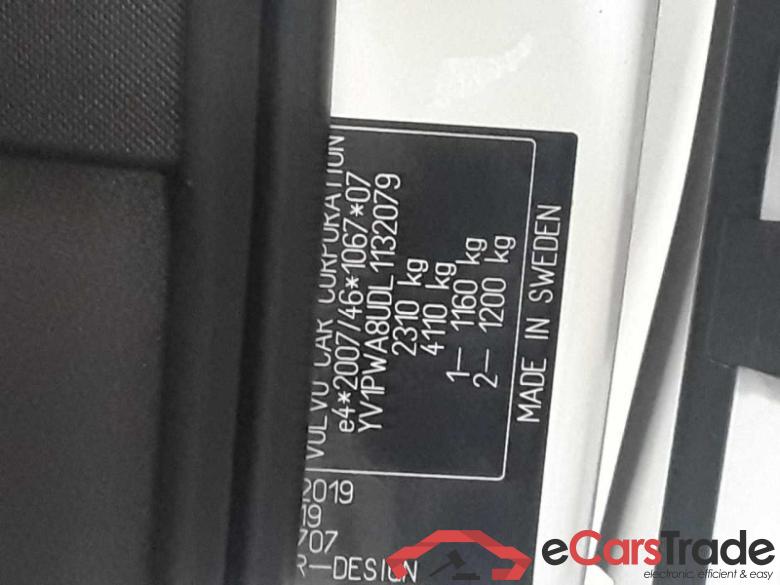 VOLVO CAR CORPORATION
e4*2007/46*1067*07
YV1PWA8UDL1132079
2310 kg
4110 kg
1– 1160 kg
2– 1200 kg
MADE IN SWEDEN
2019
19
707
R–DESIGN
eCarsTrade
electronic, efficient & easy